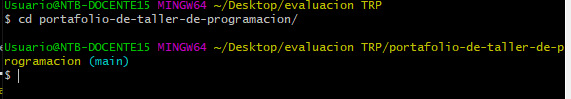 Usuario@NTB-DOCENTE15 MINGW64 ~/Desktop/evaluacion TRP
$ cd portafolio-de-taller-de-programacion/
Usuario@NTB-DOCENTE15 MINGW64 ~/Desktop/evaluacion TRP/portafolio-de-taller-de-p
rogramacion (main)
$